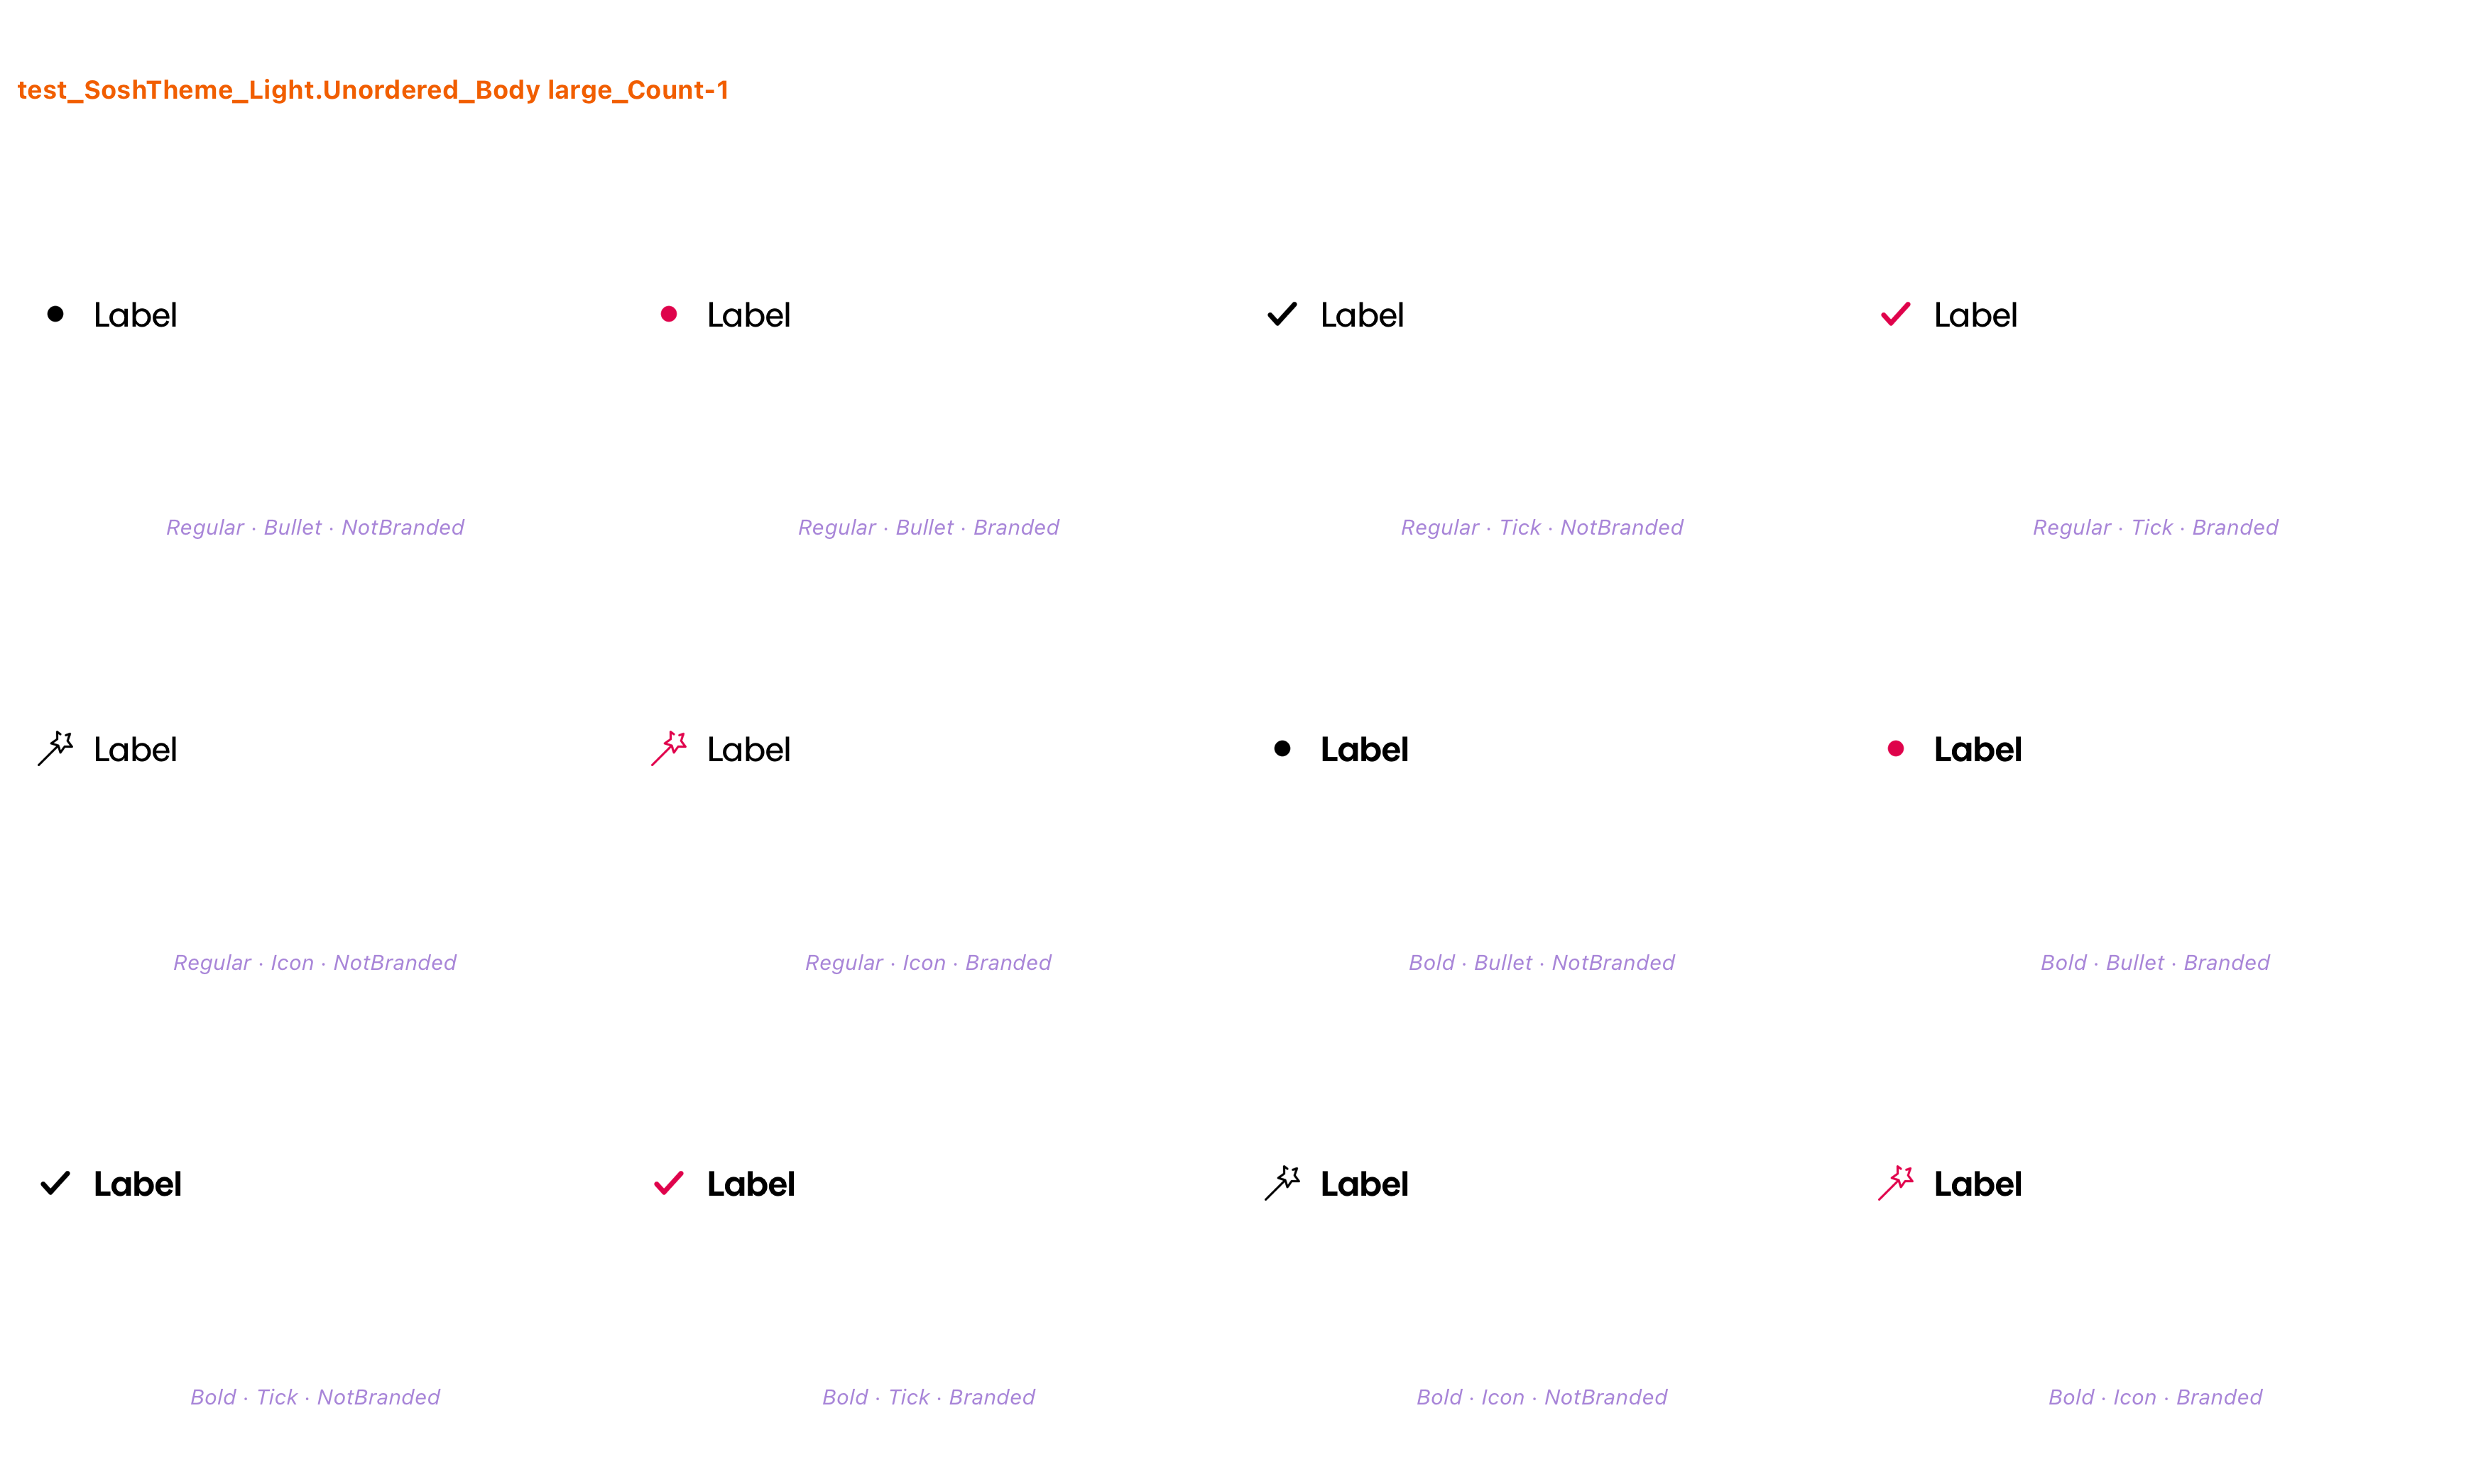 test_SoshTheme_Light.Unordered_Body large_Count-1
Label
Label
Label
Label
Regular · Bullet · NotBranded
Regular · Bullet · Branded
Regular · Tick · NotBranded
Regular · Tick · Branded
Label
Label
Label
Label
Regular · Icon · NotBranded
Regular · Icon · Branded
Bold · Bullet · NotBranded
Bold · Bullet · Branded
Label
Label
Label
Label
Bold · Tick · NotBranded
Bold · Tick · Branded
Bold · Icon · NotBranded
Bold · Icon · Branded